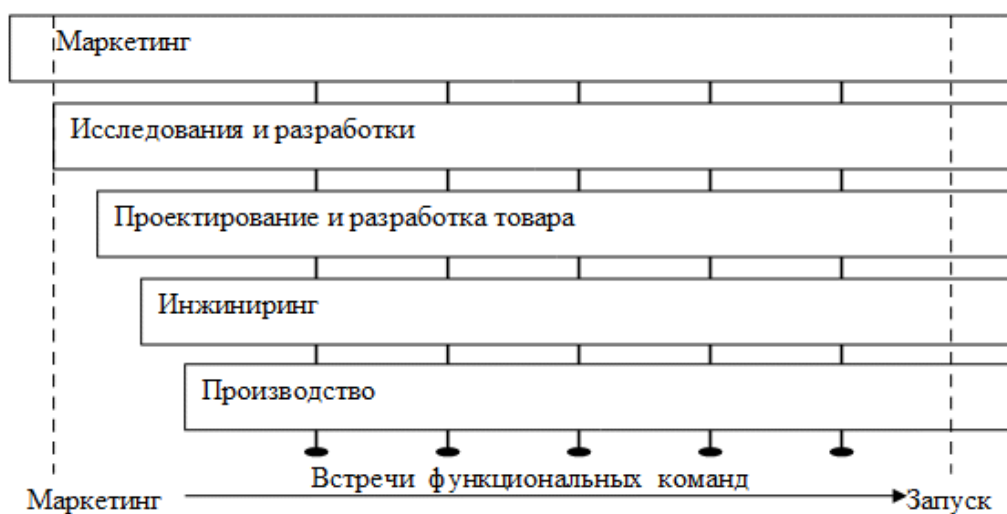 Маркетинг
Исследования и разработки
Проектирование и разработка товара
Инжиниринг
Производство
Встречи функциональных команд
Маркетинг
Запуск